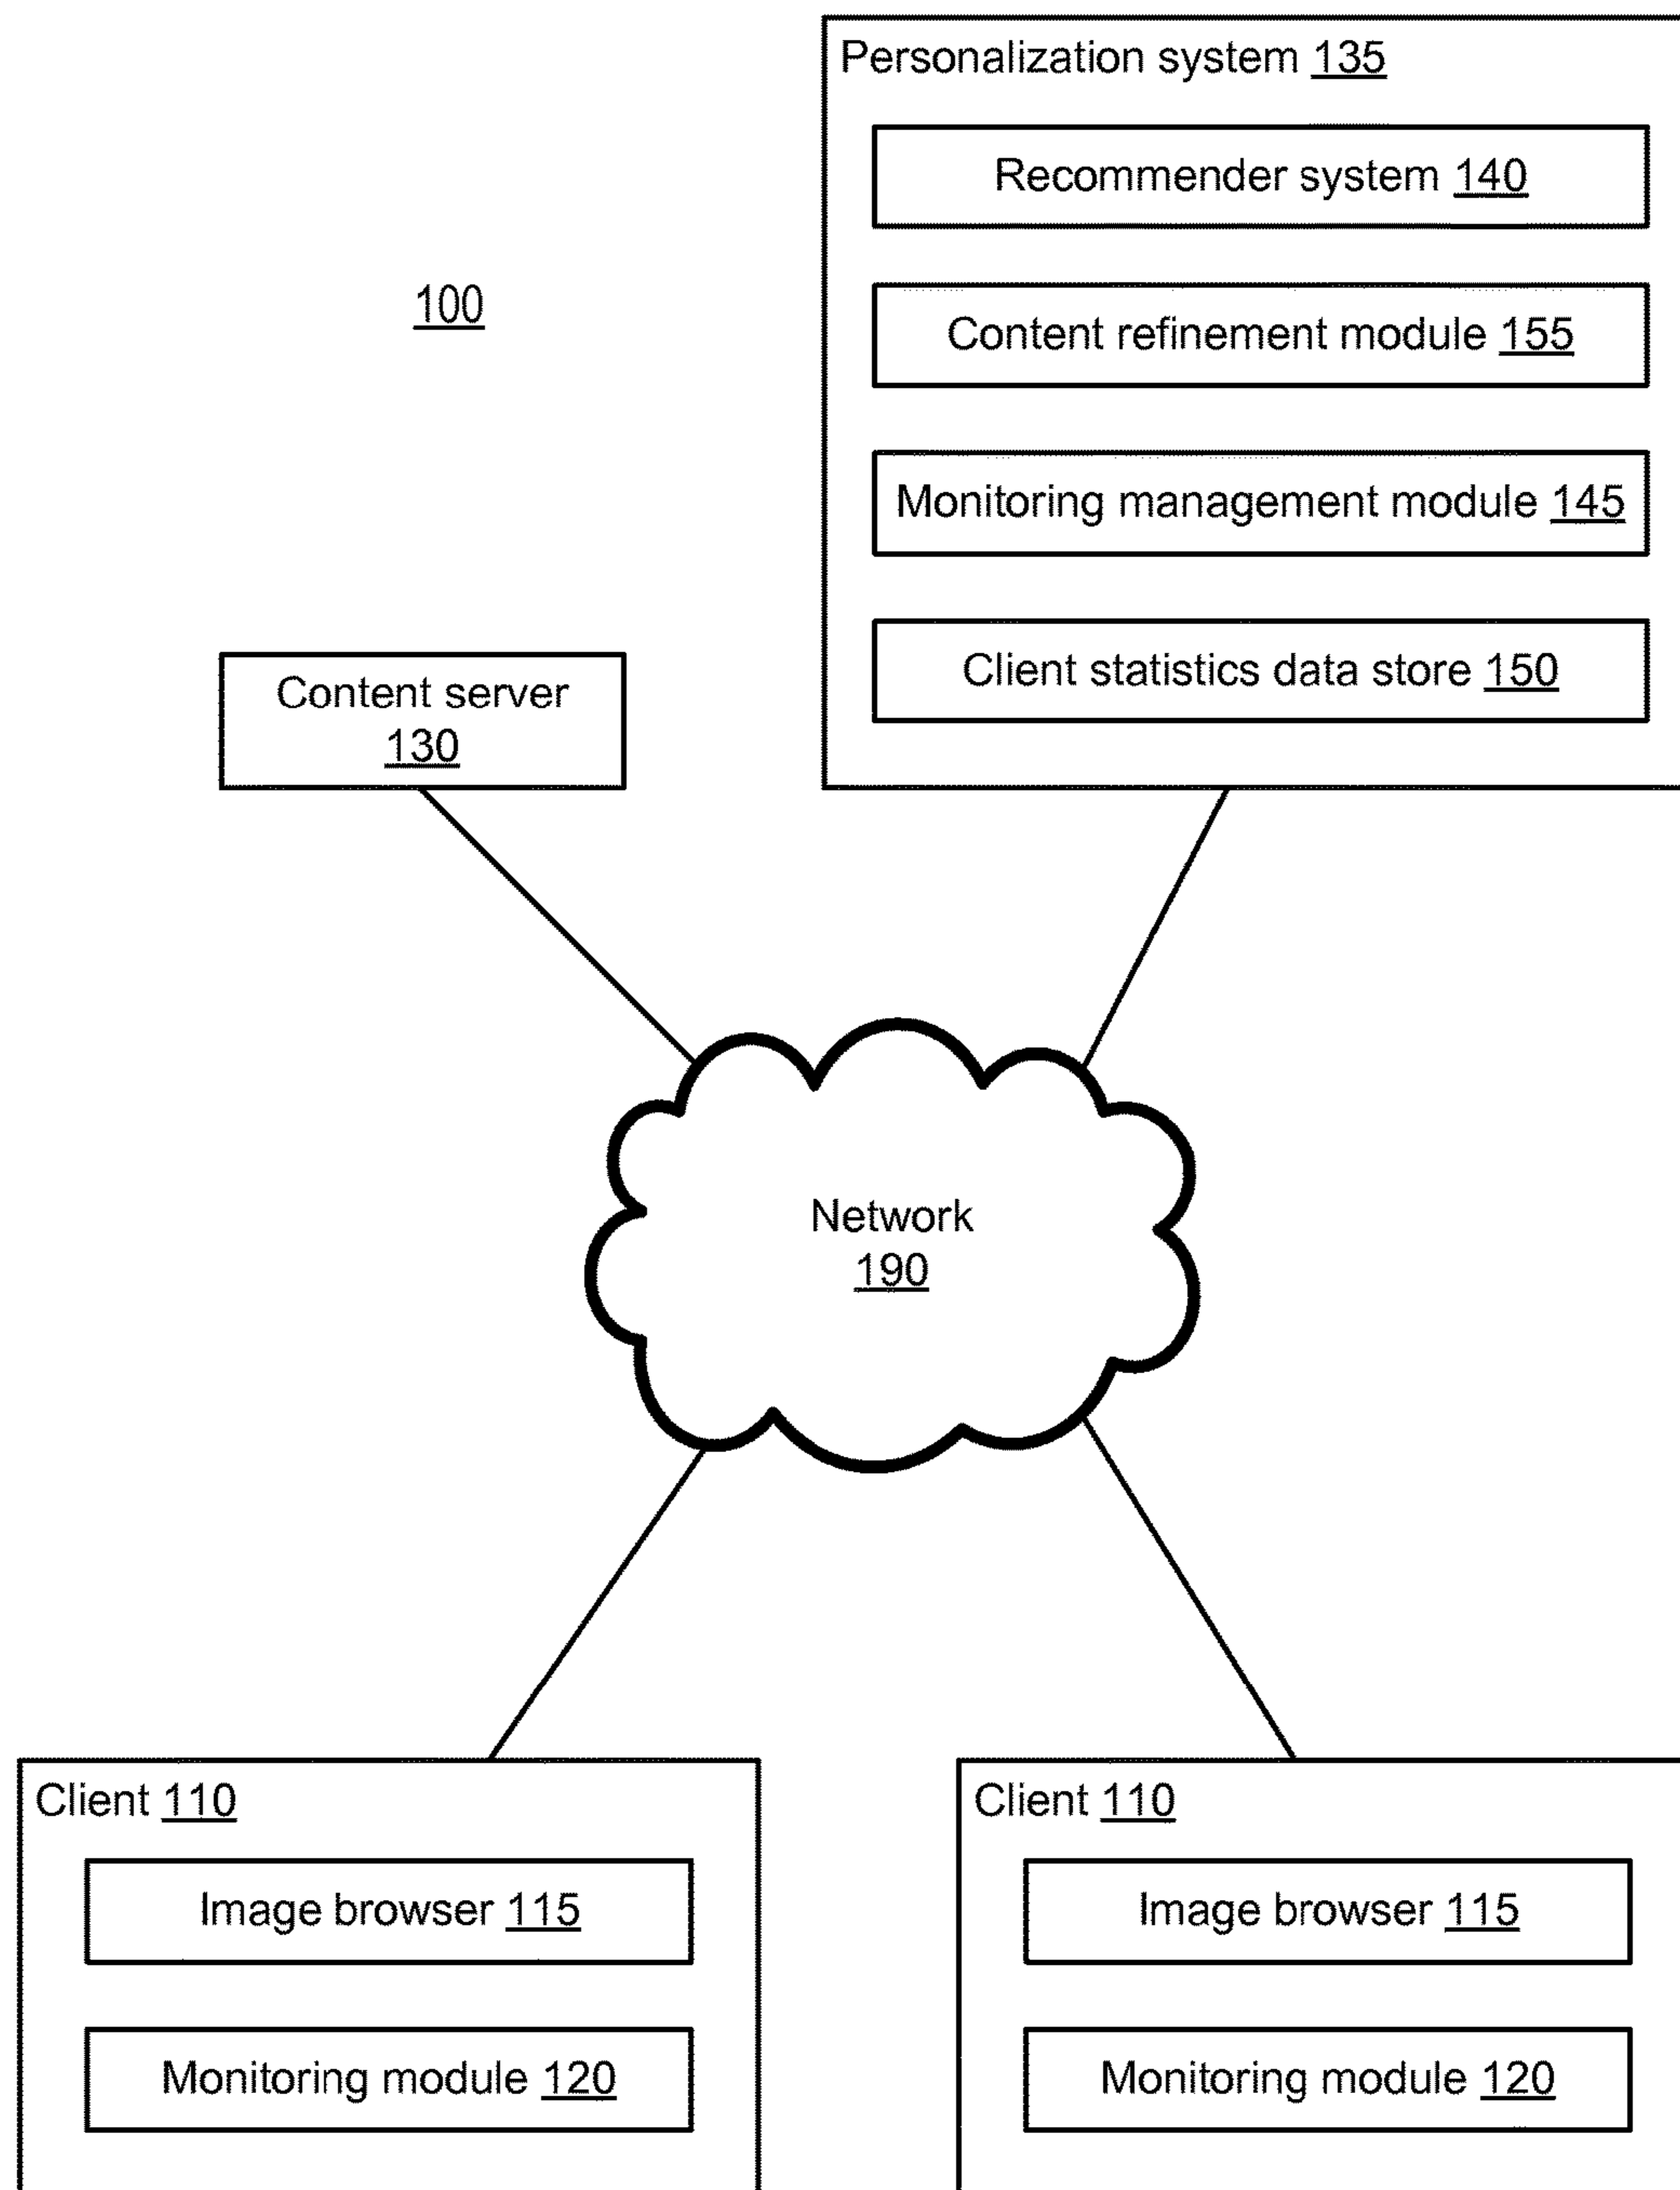 Personalization system 135
Recommender system 140
100
Content refinement module 155
Monitoring management module 145
Client statistics data store 150
Content server
130
Network
190
Client 110
Image browser 115
Monitoring module 120
Client 110
Image browser 115
Monitoring module 120